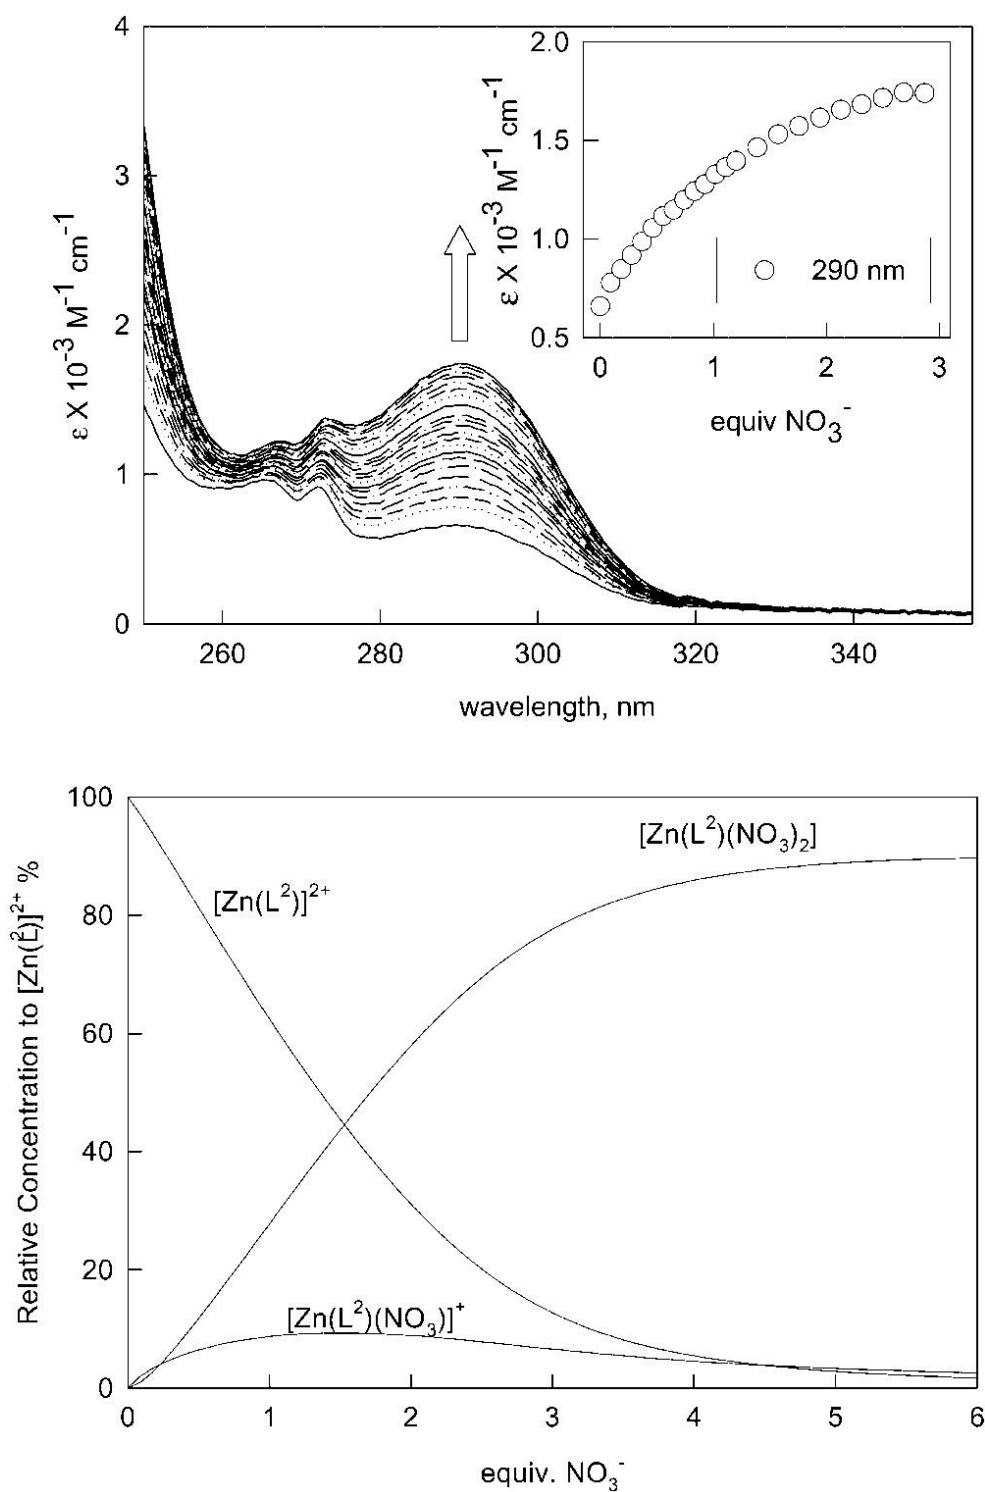 4
3
2
1
0
ε X 10⁻³ M⁻¹ cm⁻¹
260 280 300 320 340
wavelength, nm
2.0
1.5
1.0
0.5
ε X 10⁻³ M⁻¹ cm⁻¹
290 nm
0 1 2 3
equiv NO₃⁻
100
80
60
40
20
0
Relative Concentration to [Zn(L²)]²⁺ %
[Zn(L²)(NO₃)₂]
[Zn(L²)]²⁺
[Zn(L²)(NO₃)]⁺
0 1 2 3 4 5 6
equiv. NO₃⁻